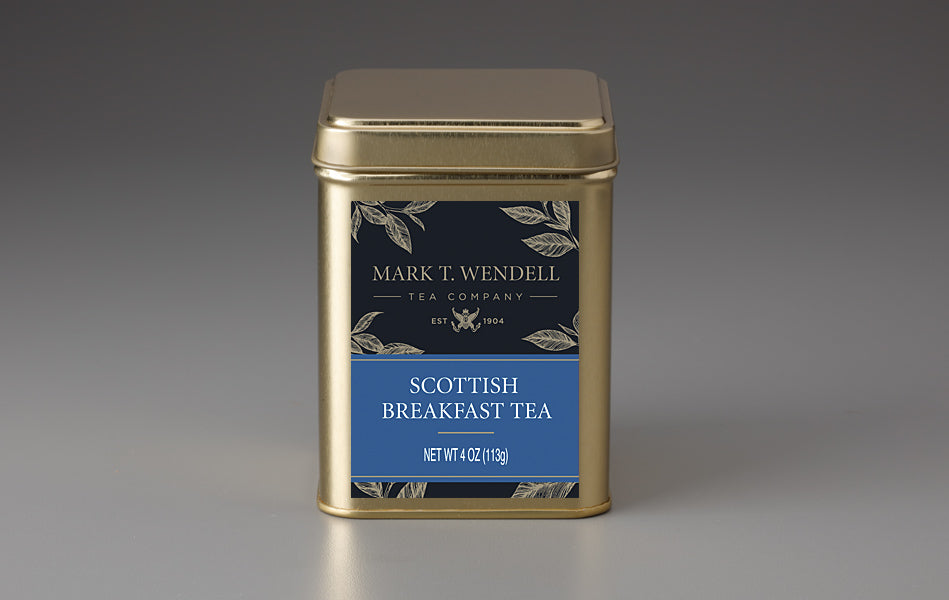 MARK T. WENDELL
TEA COMPANY
EST 1904
SCOTTISH
BREAKFAST TEA
NET WT 4 OZ (113g)